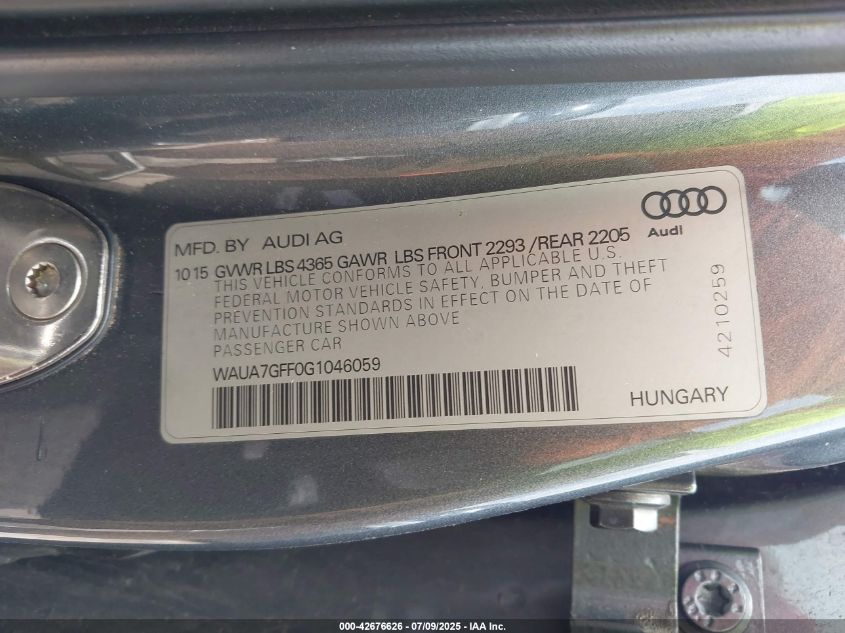 MFD. BY AUDI AG
Audi
10 15 GVWR LBS 4365 GAWR LBS FRONT 2293 /REAR 2205
THIS VEHICLE CONFORMS TO ALL APPLICABLE U.S.
FEDERAL MOTOR VEHICLE SAFETY, BUMPER AND THEFT
PREVENTION STANDARDS IN EFFECT ON THE DATE OF
MANUFACTURE SHOWN ABOVE
PASSENGER CAR
WAUA7GFF0G1046059
HUNGARY
4210259
000-42676626 - 07/09/2025 - IAA Inc.